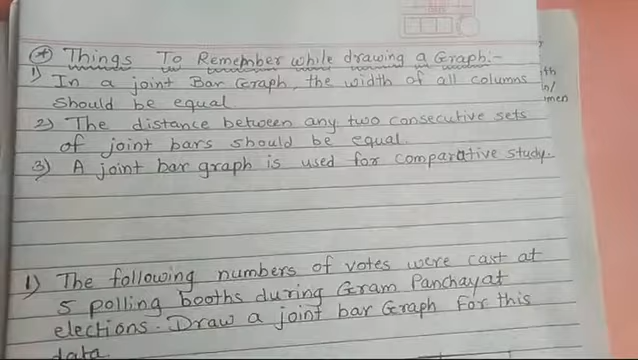 * Things To Remember while drawing a Graph:-
1) In a joint Bar Graph, the width of all columns
should be equal
2) The distance between any two consecutive sets
of joint bars should be equal.
3) A joint bar graph is used for comparative study.
1) The following numbers of votes were cast at
5 polling booths during Gram Panchayat
elections. Draw a joint bar Graph for this
data